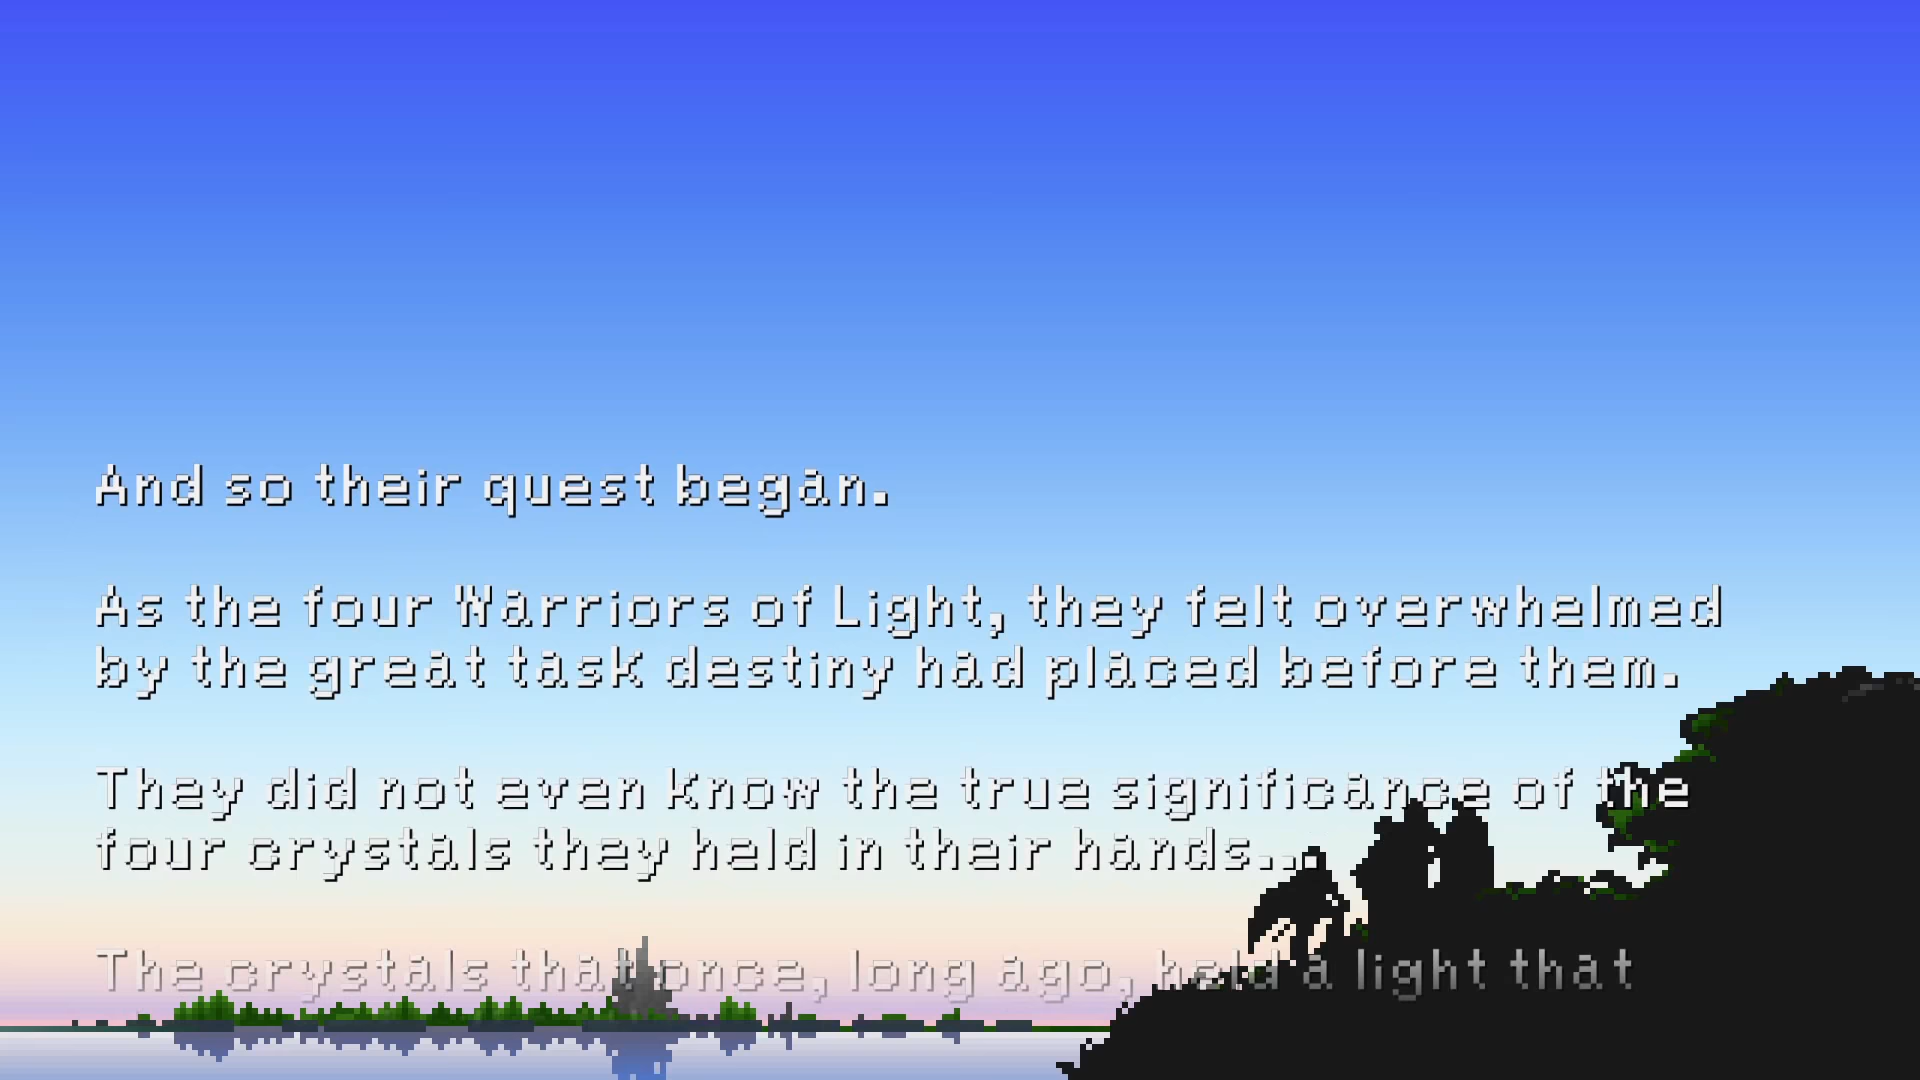 And so their quest began.
As the four Warriors of Light, they felt overwhelmed
by the great task destiny had placed before them.
They did not even know the true significance of the
four crystals they held in their hands...
The crystals that once, long ago, held a light that